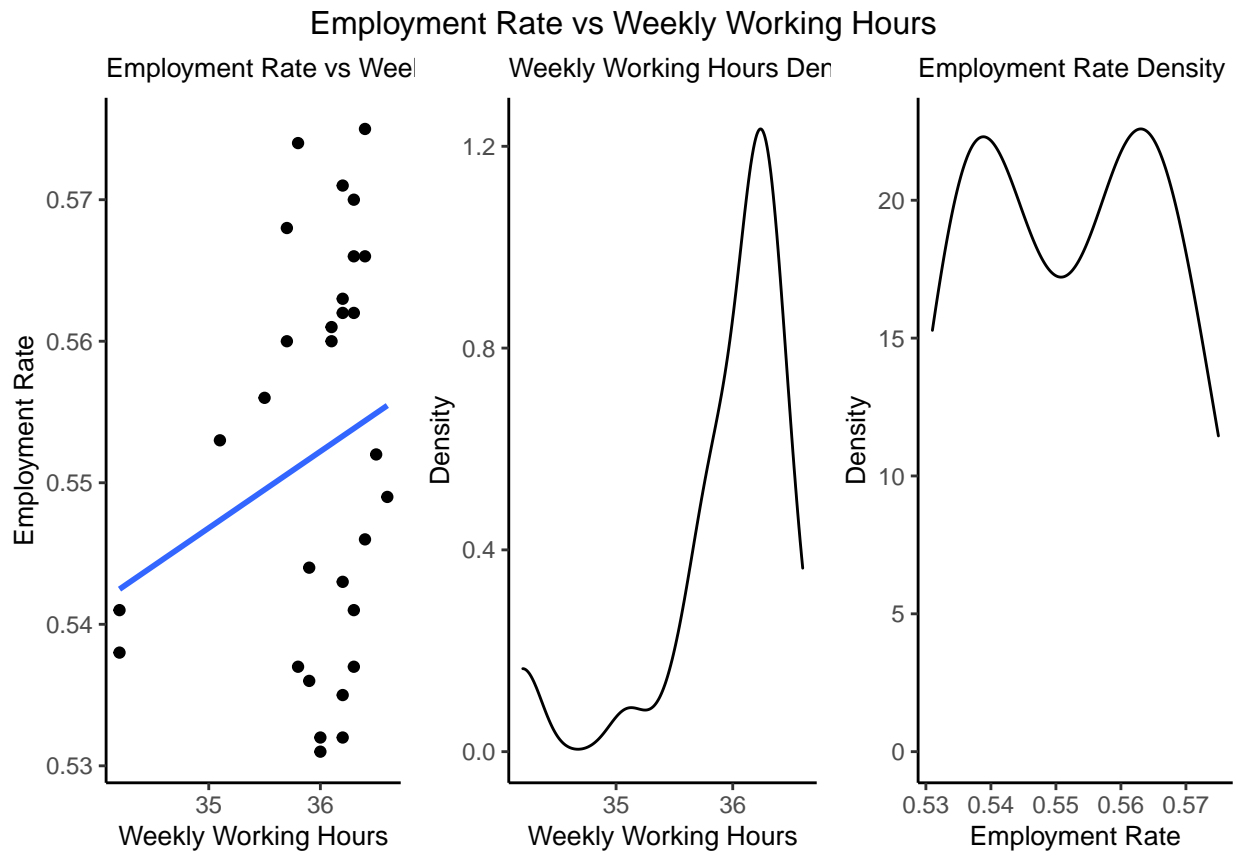 Employment Rate vs Weekly Working Hours
Employment Rate vs Weel
Weekly Working Hours Den
Employment Rate Density
0.57
0.56
0.55
0.54
0.53
Employment Rate
35 36
Weekly Working Hours
1.2
0.8
0.4
0.0
Density
35 36
Weekly Working Hours
20
15
10
5
0
Density
0.53 0.54 0.55 0.56 0.57
Employment Rate